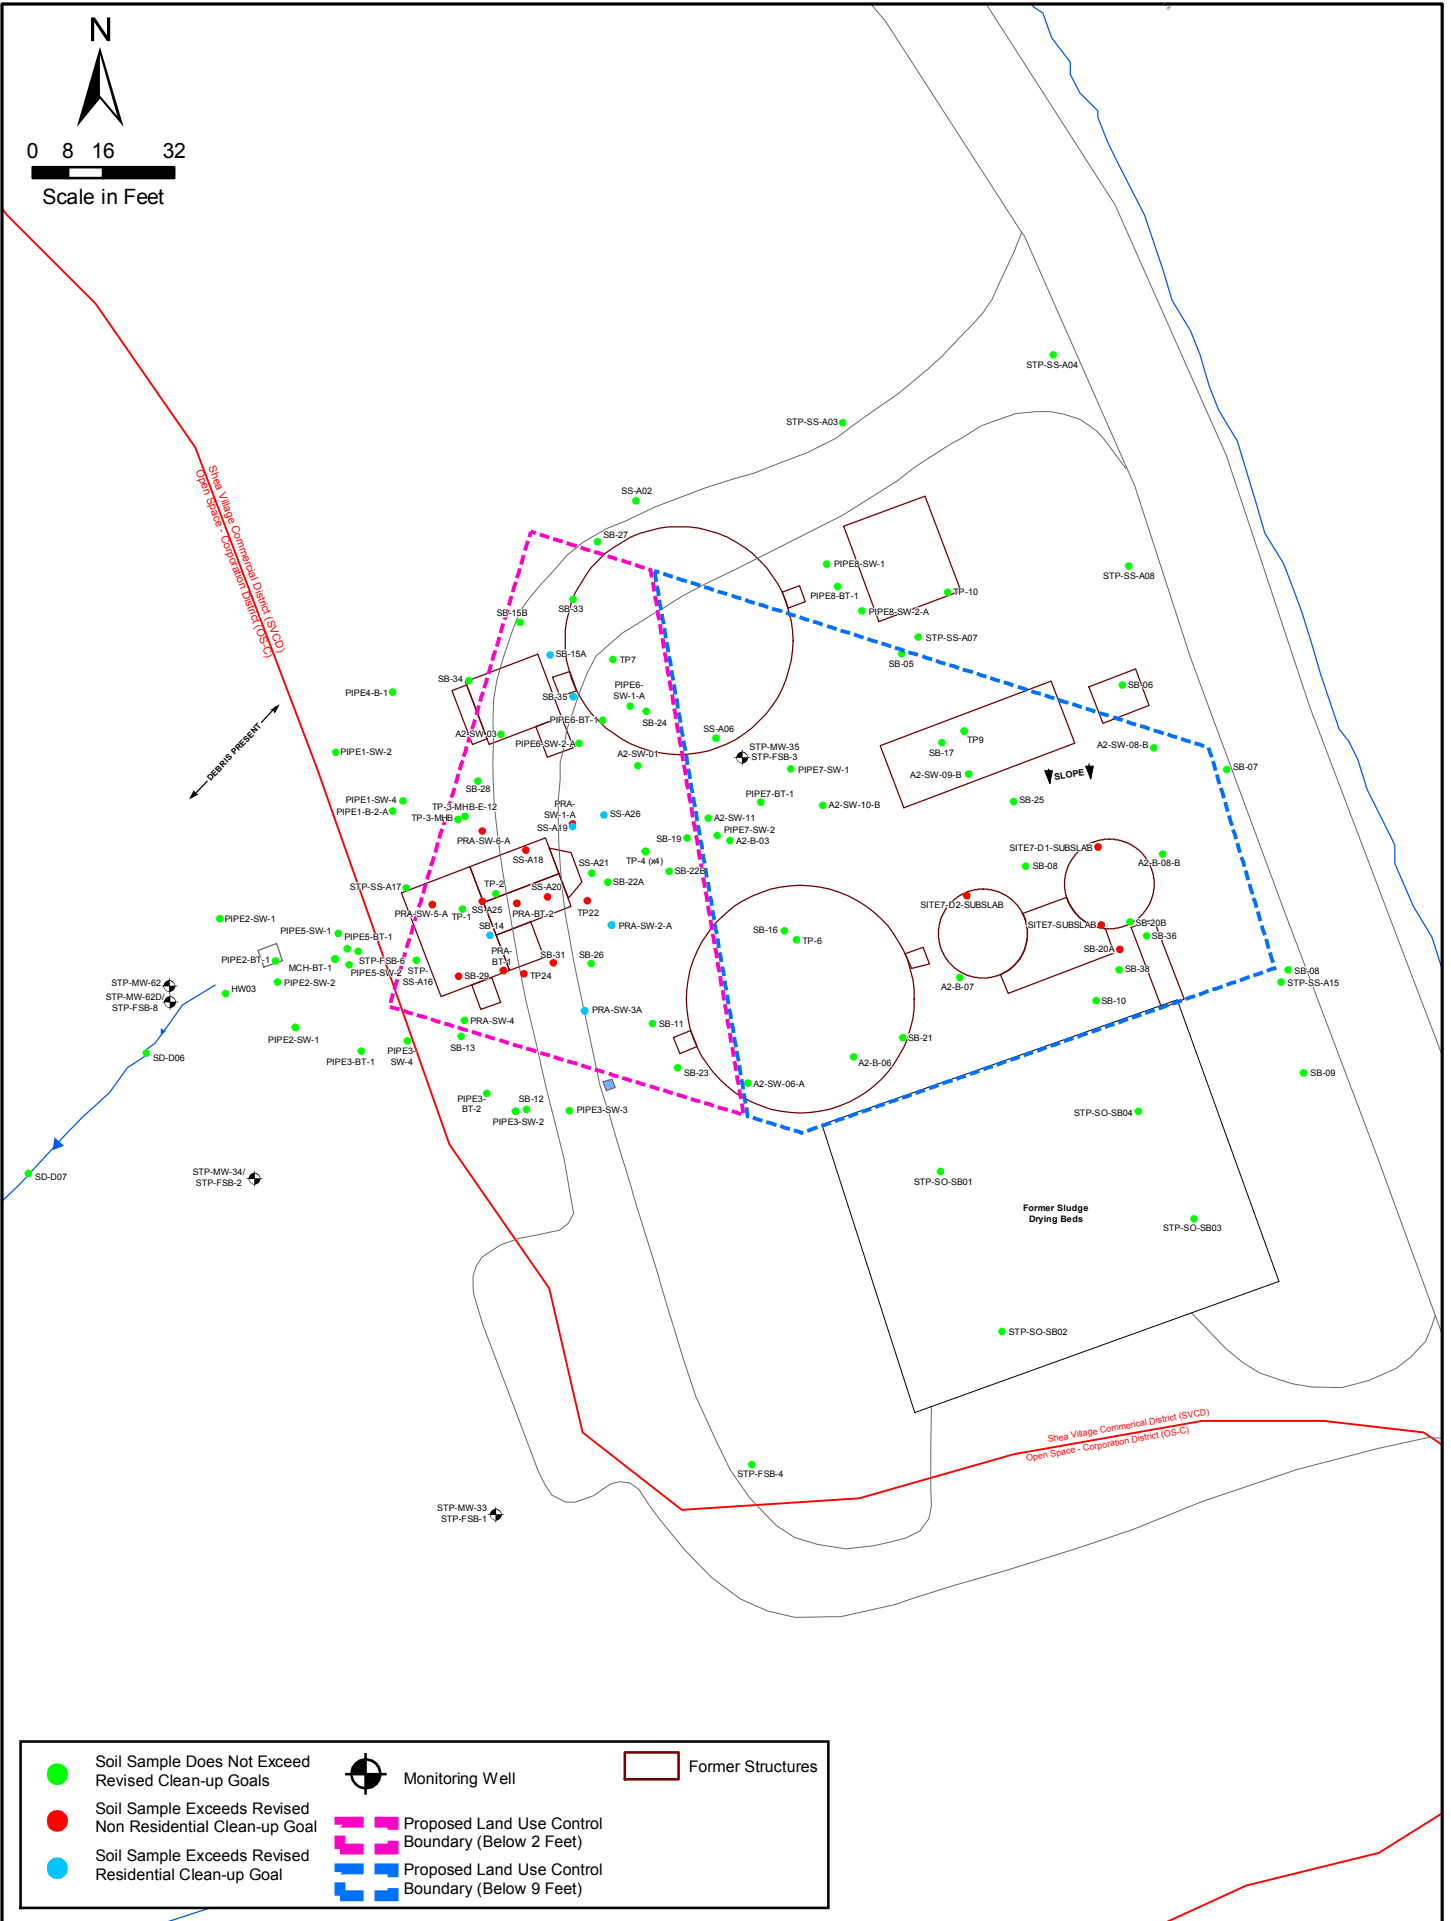 N
0 8 16 32
Scale in Feet
Shea Village Commercial District (SVCD)
Open Space - Corporation District (OS-C)
DEBRIS PRESENT
STP-SS-A04
STP-SS-A03
SS-A02
SB-27
PIPE8-SW-1
STP-SS-A08
PIPE8-BT-1
TP-10
SB-33
PIPE8-SW-2-A
SB-15B
STP-SS-A07
SB-15A
TP7
SB-05
SB-34
SB-06
PIPE4-B-1
SB-35
PIPE6-
SW-1-A
SB-24
PIPE6-BT-1
A2-SW-03
PIPE6-SW-2-A
SS-A06
TP9
SB-17
A2-SW-08-B
PIPE1-SW-2
STP-MW-35
STP-FSB-3
A2-SW-01
PIPE7-SW-1
A2-SW-09-B
SLOPE
SB-07
SB-28
PIPE1-SW-4
PIPE1-B-2-A
TP-3-MHB-E-12
TP-3-MHB
PRA-
SW-1-A
SS-A19
SS-A26
PIPE7-BT-1
A2-SW-10-B
SB-25
A2-SW-11
PIPE7-SW-2
A2-B-03
SB-19
PRA-SW-6-A
SS-A18
TP-4 (x4)
SITE7-D1-SUBSLAB
A2-B-08-B
SB-08
SS-A21
SB-22B
SB-22A
STP-SS-A17
TP-2
SS-A20
SITE7-D2-SUBSLAB
PRA-SW-5-A
TP-1
SS-A25
PRA-BT-2
TP22
PIPE2-SW-1
PRA-SW-2-A
SITE7-SUBSLAB
SB-20B
SB-16
TP-6
SB-14
PIPE5-SW-1
PIPE5-BT-1
SB-36
SB-20A
PIPE2-BT-1
MCH-BT-1
STP-FSB-6
PIPE5-SW-2
STP-
SS-A16
PRA-
BT-1
SB-31
SB-26
SB-38
SB-08
STP-SS-A15
SB-29
TP24
A2-B-07
PIPE2-SW-2
STP-MW-62
STP-MW-62D/
STP-FSB-8
HW03
SB-10
PRA-SW-3A
PRA-SW-4
SB-11
PIPE2-SW-1
SB-13
SB-21
PIPE3-
SW-4
PIPE3-BT-1
SD-D06
A2-B-06
SB-23
SB-09
A2-SW-06-A
PIPE3-
BT-2
SB-12
PIPE3-SW-2
PIPE3-SW-3
STP-SO-SB04
SD-D07
STP-MW-34/
STP-FSB-2
STP-SO-SB01
Former Sludge
Drying Beds
STP-SO-SB03
STP-SO-SB02
Shea Village Commerical District (SVCD)
Open Space - Corporation District (OS-C)
STP-FSB-4
STP-MW-33
STP-FSB-1
Soil Sample Does Not Exceed
Revised Clean-up Goals
Soil Sample Exceeds Revised
Non Residential Clean-up Goal
Soil Sample Exceeds Revised
Residential Clean-up Goal
Monitoring Well
Proposed Land Use Control
Boundary (Below 2 Feet)
Proposed Land Use Control
Boundary (Below 9 Feet)
Former Structures